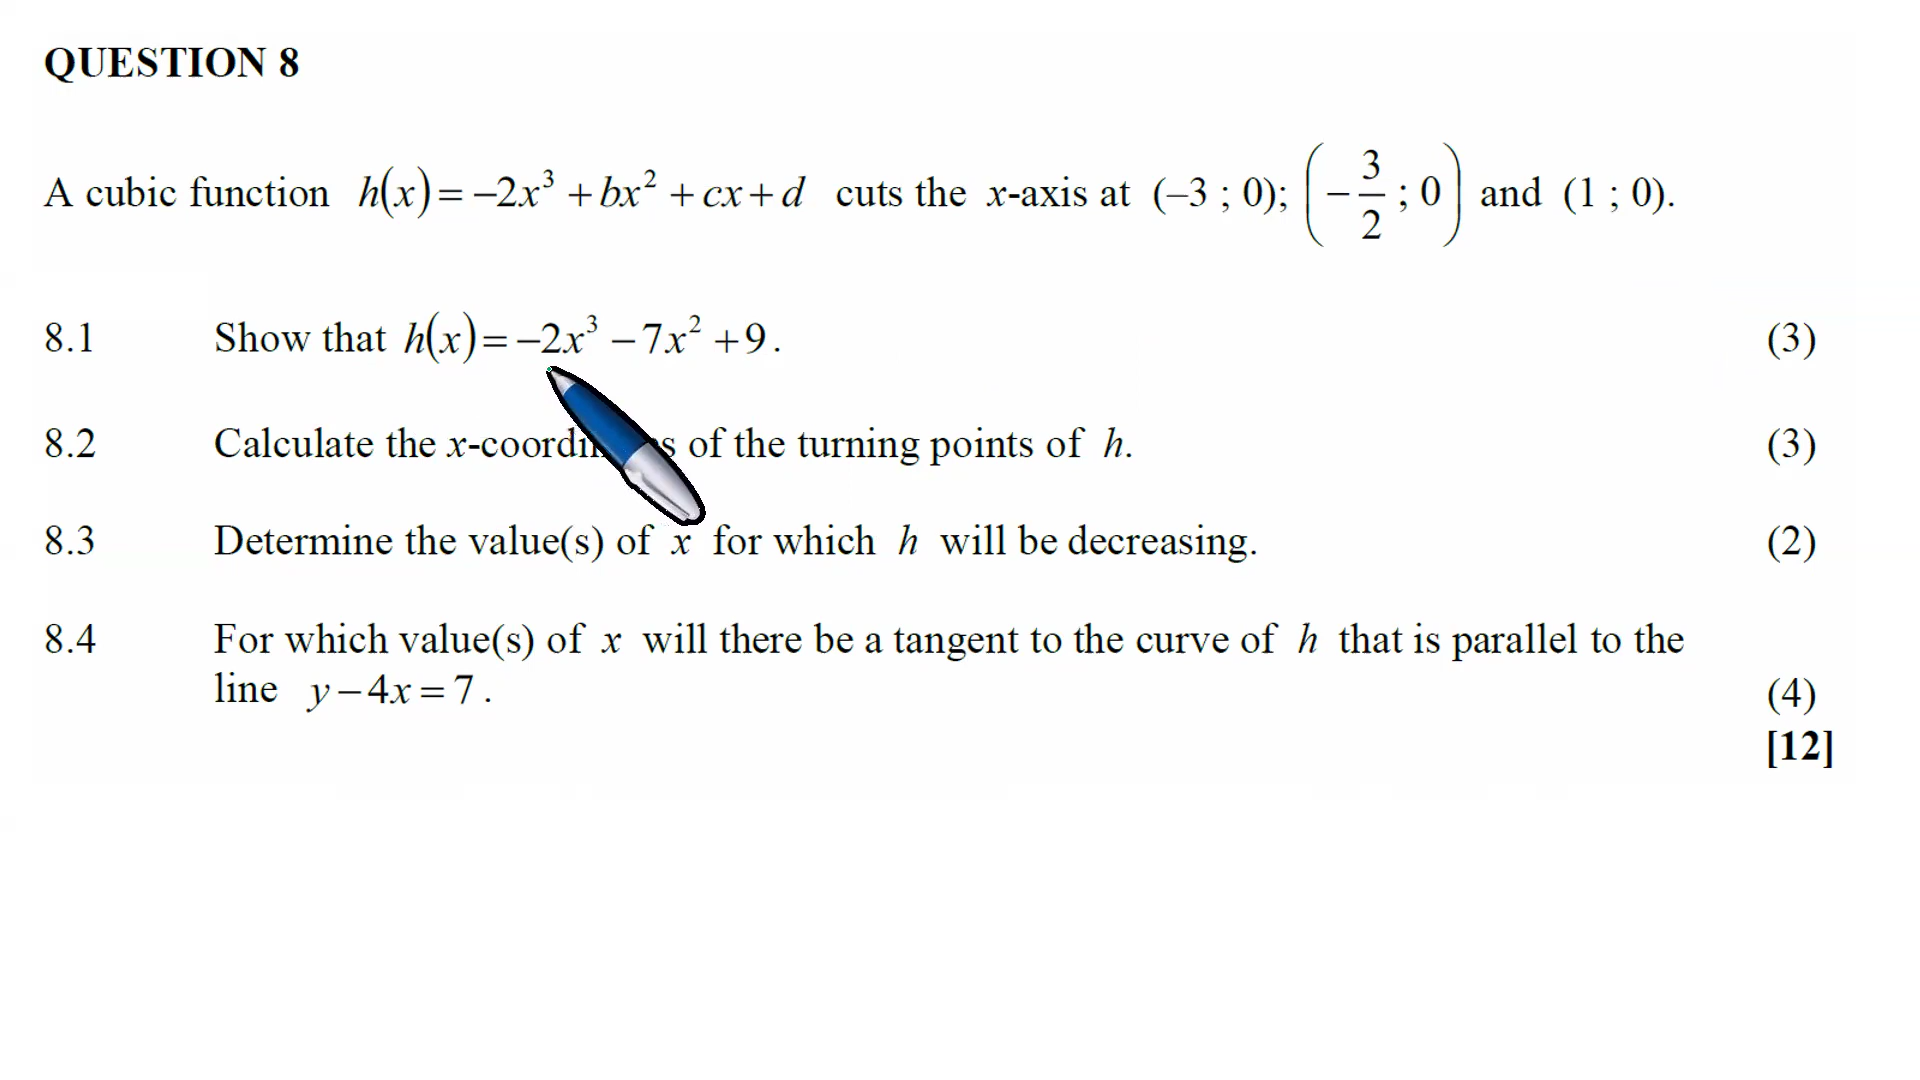 QUESTION 8
A cubic function h(x) = −2x³ + bx² + cx + d cuts the x-axis at (–3 ; 0); (−3/2 ; 0) and (1 ; 0).
8.1 Show that h(x) = −2x³ − 7x² + 9. (3)
8.2 Calculate the x-coordin s of the turning points of h. (3)
8.3 Determine the value(s) of x for which h will be decreasing. (2)
8.4 For which value(s) of x will there be a tangent to the curve of h that is parallel to the
line y − 4x = 7. (4)
[12]